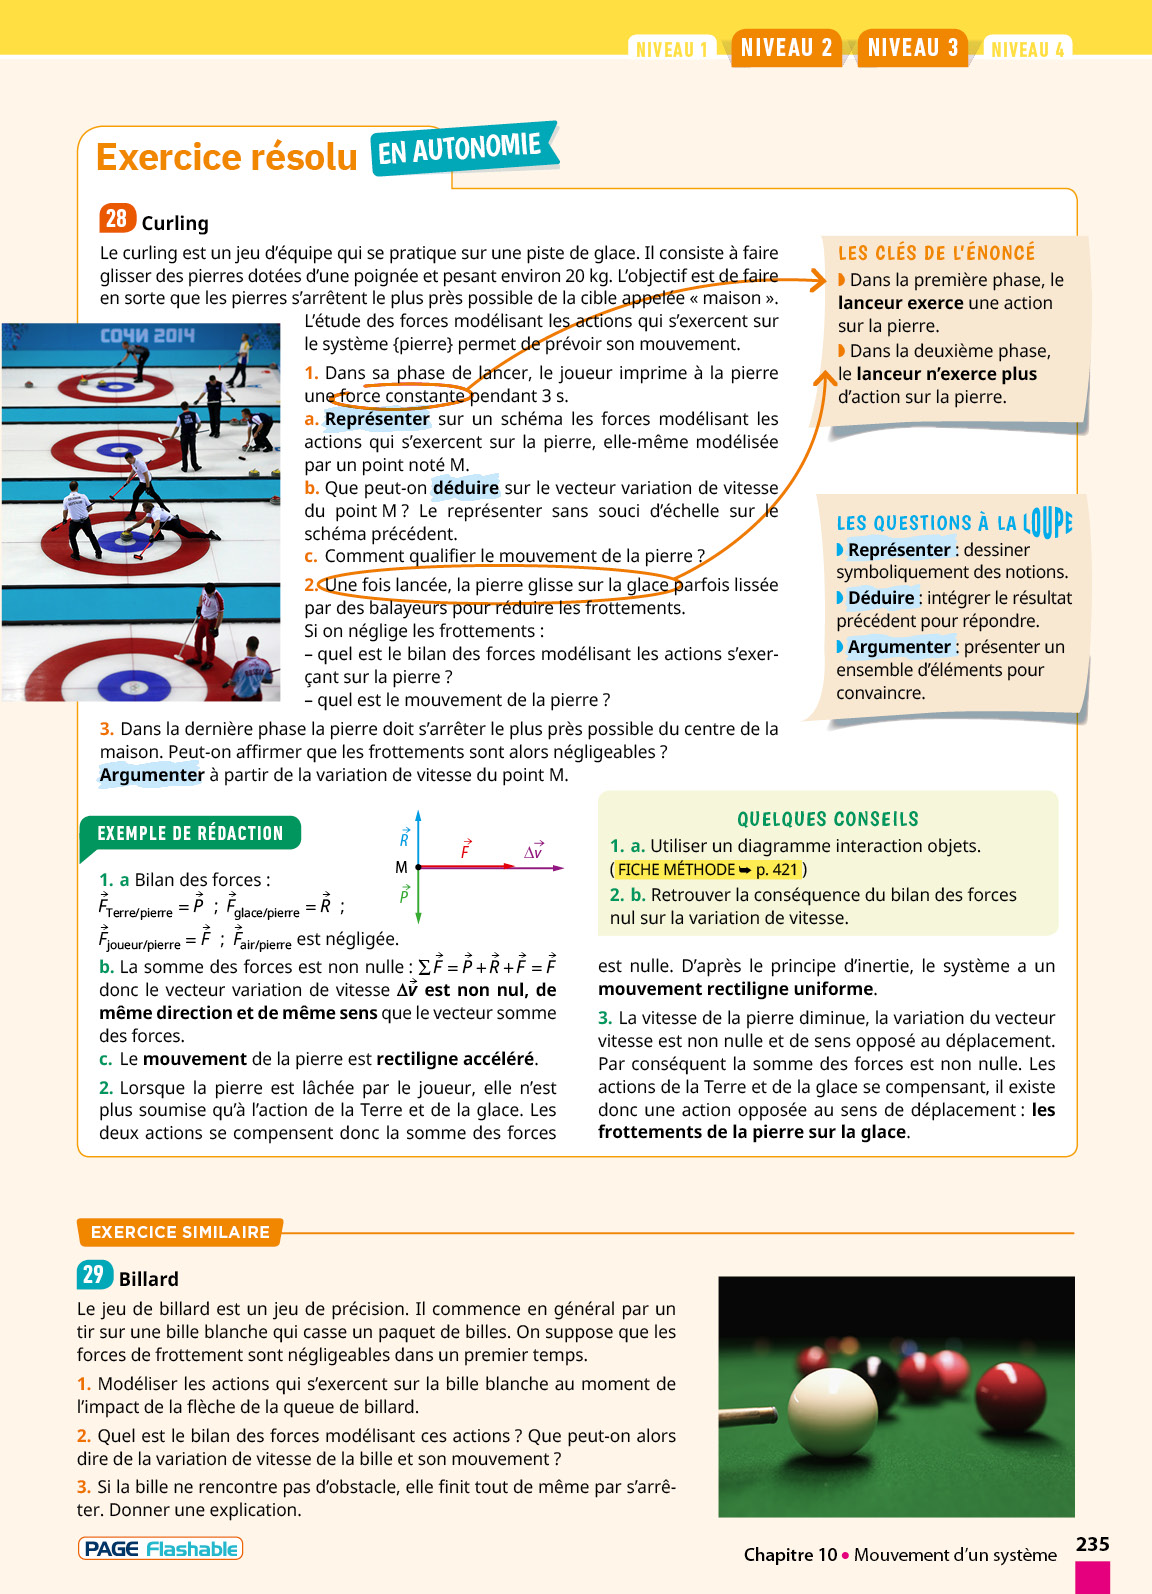 NIVEAU 1 NIVEAU 2 NIVEAU 3 NIVEAU 4
Exercice résolu EN AUTONOMIE
28 Curling
Le curling est un jeu d’équipe qui se pratique sur une piste de glace. Il consiste à faire
glisser des pierres dotées d’une poignée et pesant environ 20 kg. L’objectif est de faire
en sorte que les pierres s’arrêtent le plus près possible de la cible appelée « maison ».
L’étude des forces modélisant les actions qui s’exercent sur
le système {pierre} permet de prévoir son mouvement.
СОЧИ 2014
1. Dans sa phase de lancer, le joueur imprime à la pierre
une force constante pendant 3 s.
a. Représenter sur un schéma les forces modélisant les
actions qui s’exercent sur la pierre, elle-même modélisée
par un point noté M.
b. Que peut-on déduire sur le vecteur variation de vitesse
du point M ? Le représenter sans souci d’échelle sur le
schéma précédent.
c. Comment qualifier le mouvement de la pierre ?
2. Une fois lancée, la pierre glisse sur la glace parfois lissée
par des balayeurs pour réduire les frottements.
Si on néglige les frottements :
– quel est le bilan des forces modélisant les actions s’exer-
çant sur la pierre ?
– quel est le mouvement de la pierre ?
3. Dans la dernière phase la pierre doit s’arrêter le plus près possible du centre de la
maison. Peut-on affirmer que les frottements sont alors négligeables ?
Argumenter à partir de la variation de vitesse du point M.
LES CLÉS DE L’ÉNONCÉ
Dans la première phase, le
lanceur exerce une action
sur la pierre.
Dans la deuxième phase,
le lanceur n’exerce plus
d’action sur la pierre.
LES QUESTIONS À LA LOUPE
Représenter : dessiner
symboliquement des notions.
Déduire : intégrer le résultat
précédent pour répondre.
Argumenter : présenter un
ensemble d’éléments pour
convaincre.
EXEMPLE DE RÉDACTION
R⃗
F⃗ Δv⃗
M
P⃗
1. a Bilan des forces :
F⃗Terre/pierre = P⃗ ; F⃗glace/pierre = R⃗ ;
F⃗joueur/pierre = F⃗ ; F⃗air/pierre est négligée.
b. La somme des forces est non nulle : ∑F⃗ = P⃗ + R⃗ + F⃗ = F⃗
donc le vecteur variation de vitesse Δv⃗ est non nul, de
même direction et de même sens que le vecteur somme
des forces.
c. Le mouvement de la pierre est rectiligne accéléré.
2. Lorsque la pierre est lâchée par le joueur, elle n’est
plus soumise qu’à l’action de la Terre et de la glace. Les
deux actions se compensent donc la somme des forces
QUELQUES CONSEILS
1. a. Utiliser un diagramme interaction objets.
(FICHE MÉTHODE ➥ p. 421)
2. b. Retrouver la conséquence du bilan des forces
nul sur la variation de vitesse.
est nulle. D’après le principe d’inertie, le système a un
mouvement rectiligne uniforme.
3. La vitesse de la pierre diminue, la variation du vecteur
vitesse est non nulle et de sens opposé au déplacement.
Par conséquent la somme des forces est non nulle. Les
actions de la Terre et de la glace se compensant, il existe
donc une action opposée au sens de déplacement : les
frottements de la pierre sur la glace.
EXERCICE SIMILAIRE
29 Billard
Le jeu de billard est un jeu de précision. Il commence en général par un
tir sur une bille blanche qui casse un paquet de billes. On suppose que les
forces de frottement sont négligeables dans un premier temps.
1. Modéliser les actions qui s’exercent sur la bille blanche au moment de
l’impact de la flèche de la queue de billard.
2. Quel est le bilan des forces modélisant ces actions ? Que peut-on alors
dire de la variation de vitesse de la bille et son mouvement ?
3. Si la bille ne rencontre pas d’obstacle, elle finit tout de même par s’arrê-
ter. Donner une explication.
PAGE Flashable
Chapitre 10 • Mouvement d’un système
235